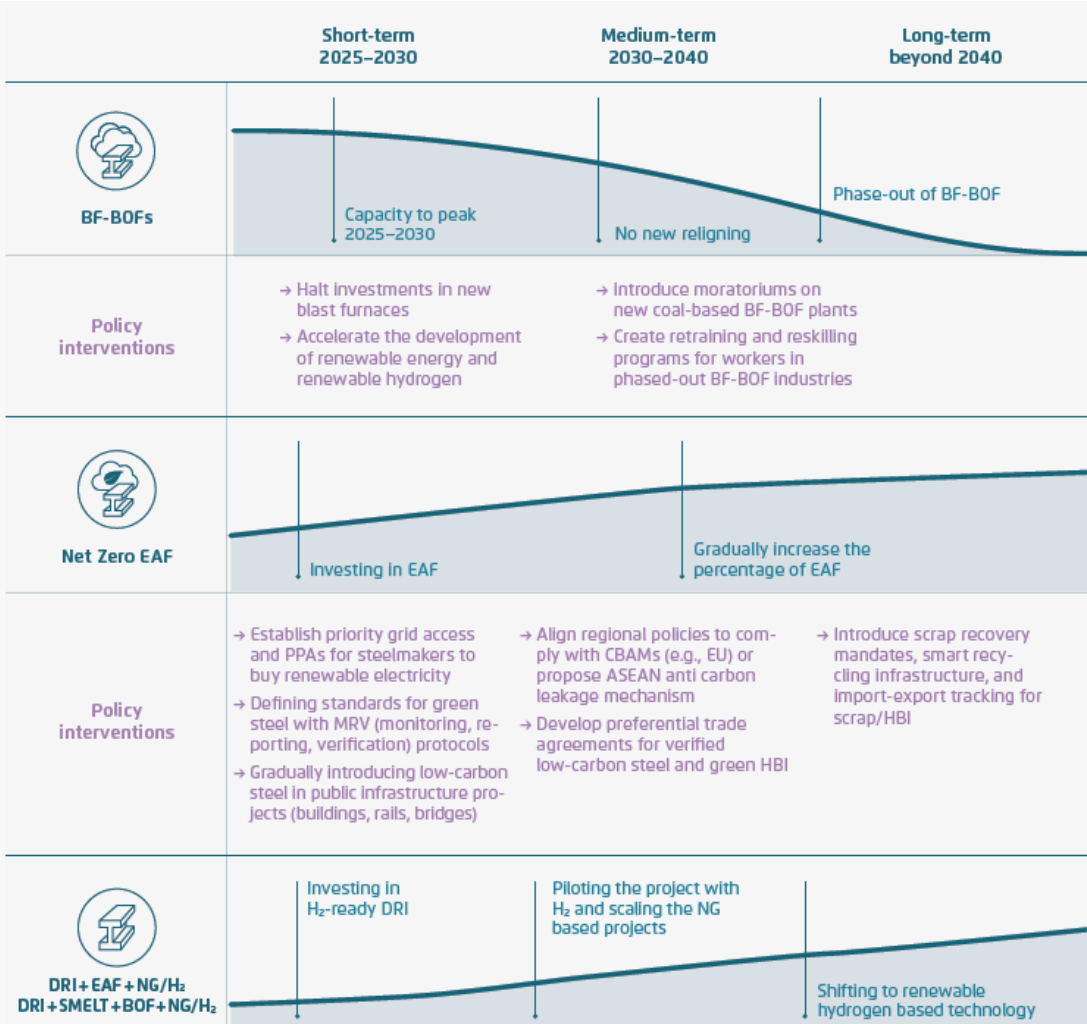 Short-term
2025–2030
Medium-term
2030–2040
Long-term
beyond 2040
BF-BOFs
Capacity to peak
2025–2030
No new religning
Phase-out of BF-BOF
Policy
interventions
→ Halt investments in new
blast furnaces
→ Accelerate the development
of renewable energy and
renewable hydrogen
→ Introduce moratoriums on
new coal-based BF-BOF plants
→ Create retraining and reskilling
programs for workers in
phased-out BF-BOF industries
Net Zero EAF
Investing in EAF
Gradually increase the
percentage of EAF
Policy
interventions
→ Establish priority grid access
and PPAs for steelmakers to
buy renewable electricity
→ Defining standards for green
steel with MRV (monitoring, re-
porting, verification) protocols
→ Gradually introducing low-carbon
steel in public infrastructure pro-
jects (buildings, rails, bridges)
→ Align regional policies to com-
ply with CBAMs (e.g., EU) or
propose ASEAN anti carbon
leakage mechanism
→ Develop preferential trade
agreements for verified
low-carbon steel and green HBI
→ Introduce scrap recovery
mandates, smart recy-
cling infrastructure, and
import-export tracking for
scrap/HBI
DRI+EAF+NG/H₂
DRI+SMELT+BOF+NG/H₂
Investing in
H₂-ready DRI
Piloting the project with
H₂ and scaling the NG
based projects
Shifting to renewable
hydrogen based technology